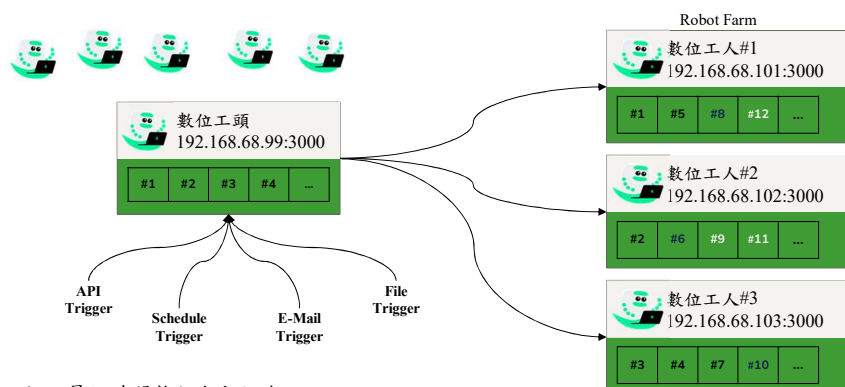 Robot Farm
數位工人#1
192.168.68.101:3000
#1 #5 #8 #12 ...
數位工頭
192.168.68.99:3000
#1 #2 #3 #4 ...
數位工人#2
192.168.68.102:3000
#2 #6 #9 #11 ...
API
Trigger
Schedule
Trigger
E-Mail
Trigger
File
Trigger
數位工人#3
192.168.68.103:3000
#3 #4 #7 #10 ...